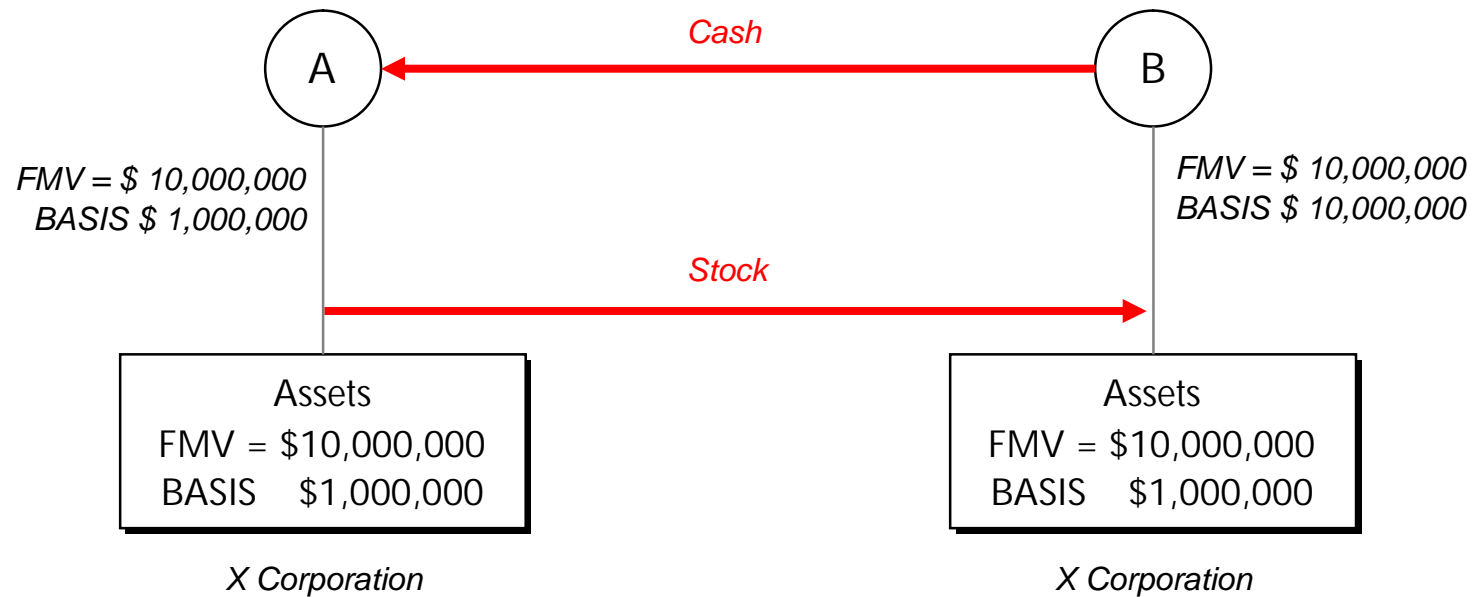 A
Cash
B
FMV = $ 10,000,000
BASIS $ 1,000,000
FMV = $ 10,000,000
BASIS $ 10,000,000
Stock
Assets
FMV = $10,000,000
BASIS $1,000,000
X Corporation
Assets
FMV = $10,000,000
BASIS $1,000,000
X Corporation